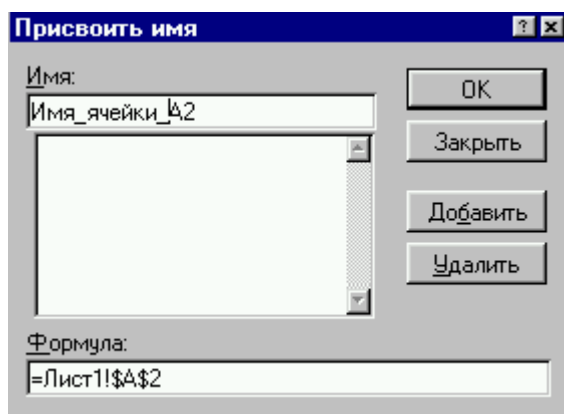 Присвоить имя
Имя:
Имя_ячейки_А2
OK
Закрыть
Добавить
Удалить
Формула:
=Лист1!$A$2